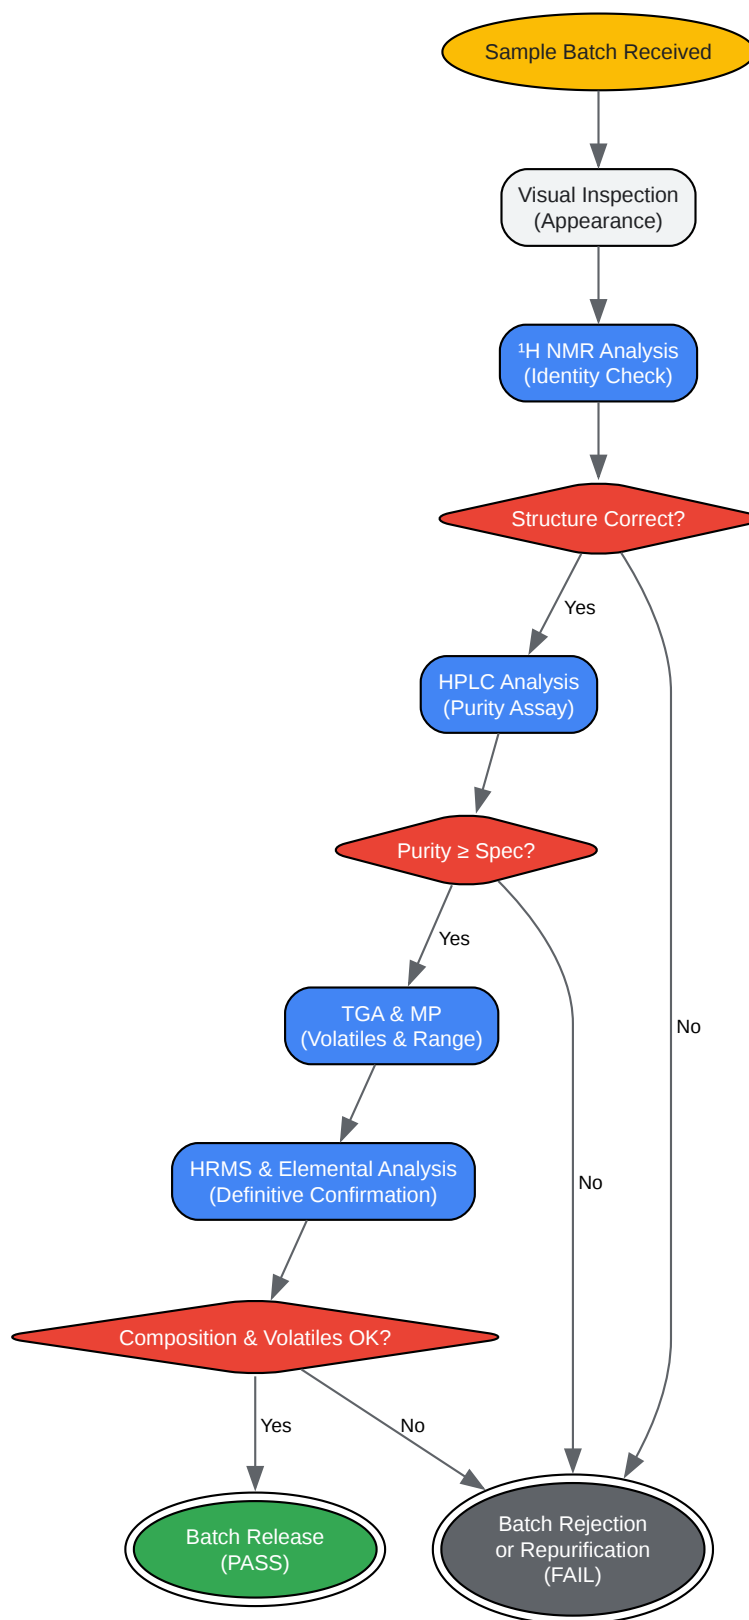 Sample Batch Received
Visual Inspection
(Appearance)
¹H NMR Analysis
(Identity Check)
Structure Correct?
Yes
HPLC Analysis
(Purity Assay)
Purity ≥ Spec?
Yes
TGA & MP
(Volatiles & Range)
No
HRMS & Elemental Analysis
(Definitive Confirmation)
No
Composition & Volatiles OK?
Yes
No
Batch Release
(PASS)
Batch Rejection
or Repurification
(FAIL)